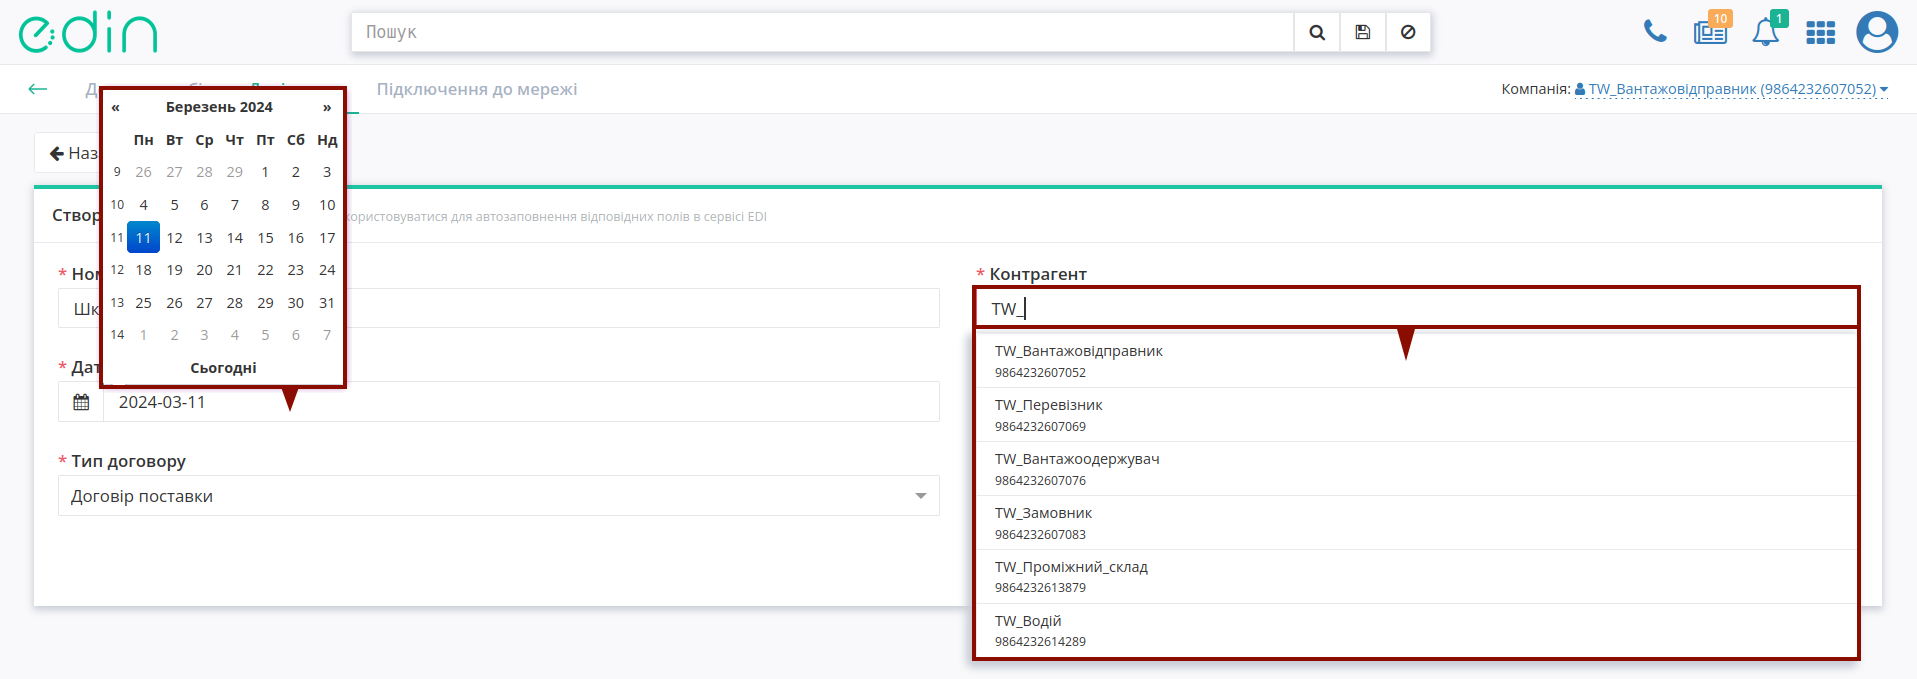 edin
Пошук
10
1
Підключення до мережі
Компанія: TW_Вантажовідправник (9864232607052)
« Березень 2024 »
Пн Вт Ср Чт Пт Сб Нд
9 26 27 28 29 1 2 3
10 4 5 6 7 8 9 10
11 11 12 13 14 15 16 17
12 18 19 20 21 22 23 24
13 25 26 27 28 29 30 31
14 1 2 3 4 5 6 7
Сьогодні
користовуватися для автозаповнення відповідних полів в сервісі EDI
2024-03-11
* Тип договору
Договір поставки
* Контрагент
TW_
TW_Вантажовідправник
9864232607052
TW_Перевізник
9864232607069
TW_Вантажоодержувач
9864232607076
TW_Замовник
9864232607083
TW_Проміжний_склад
9864232613879
TW_Водій
9864232614289